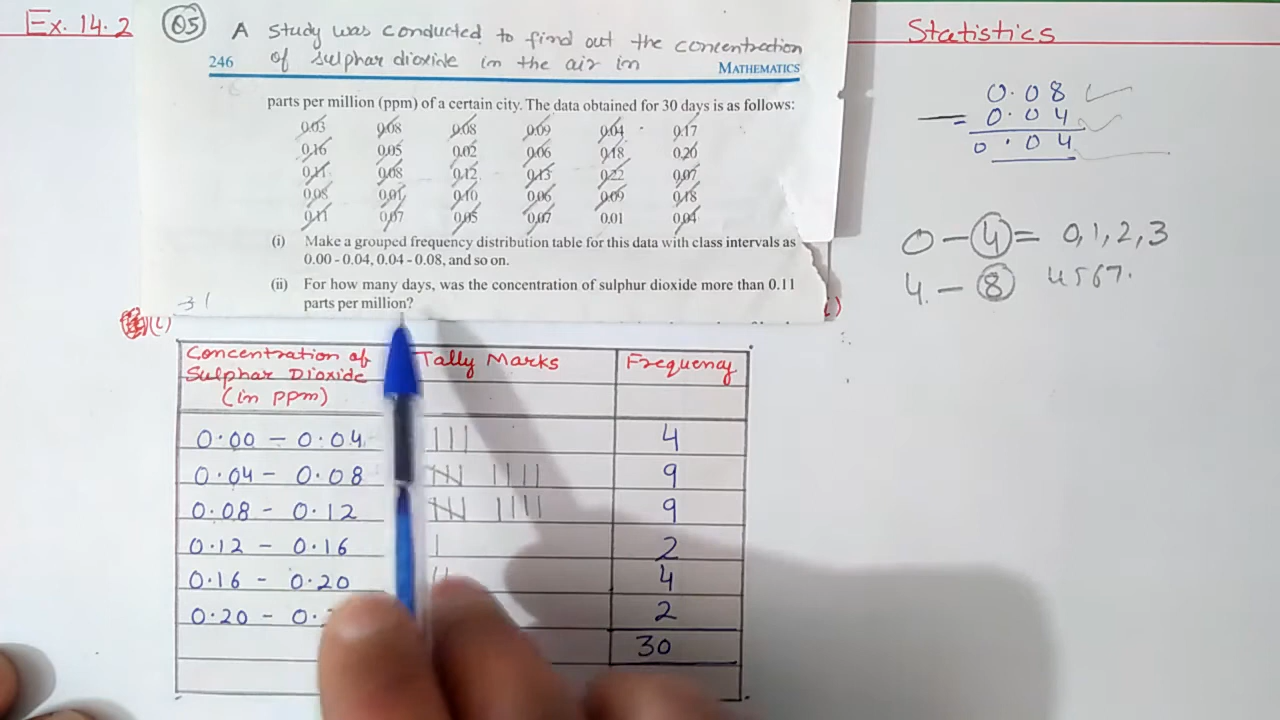 Ex. 14.2
Q5 A study was conducted to find out the concentration
of sulphar dioxide in the air in
246 MATHEMATICS
parts per million (ppm) of a certain city. The data obtained for 30 days is as follows:
0.03 0.08 0.08 0.09 0.04 0.17
0.16 0.05 0.02 0.06 0.18 0.20
0.11 0.08 0.12 0.13 0.22 0.07
0.08 0.01 0.10 0.06 0.09 0.18
0.11 0.07 0.05 0.07 0.01 0.04
(i) Make a grouped frequency distribution table for this data with class intervals as
0.00 - 0.04, 0.04 - 0.08, and so on.
(ii) For how many days, was the concentration of sulphur dioxide more than 0.11
parts per million?
Statistics
0.08
0.04
0.04
0 - 4 = 0,1,2,3
4 - 8 4567.
Concentration of Tally Marks Frequency
Sulphar Dioxide
(in ppm)
0.00 - 0.04 4
0.04 - 0.08 9
0.08 - 0.12 9
0.12 - 0.16 2
0.16 - 0.20 4
0.20 - 0. 2
30